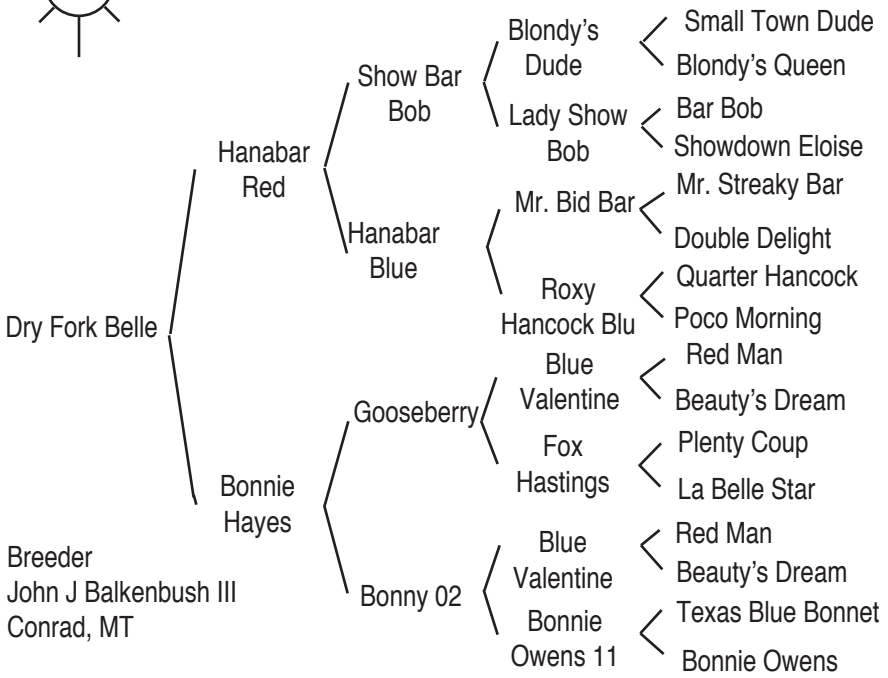 Small Town Dude
Blondy's
Dude
Blondy's Queen
Show Bar
Bob
Bar Bob
Lady Show
Bob
Showdown Eloise
Hanabar
Red
Mr. Streaky Bar
Mr. Bid Bar
Hanabar
Blue
Double Delight
Quarter Hancock
Roxy
Hancock Blu
Poco Morning
Dry Fork Belle
Red Man
Blue
Valentine
Beauty's Dream
Gooseberry
Plenty Coup
Fox
Hastings
La Belle Star
Bonnie
Hayes
Red Man
Blue
Valentine
Beauty's Dream
Bonny 02
Texas Blue Bonnet
Bonnie
Owens 11
Bonnie Owens
Breeder
John J Balkenbush III
Conrad, MT